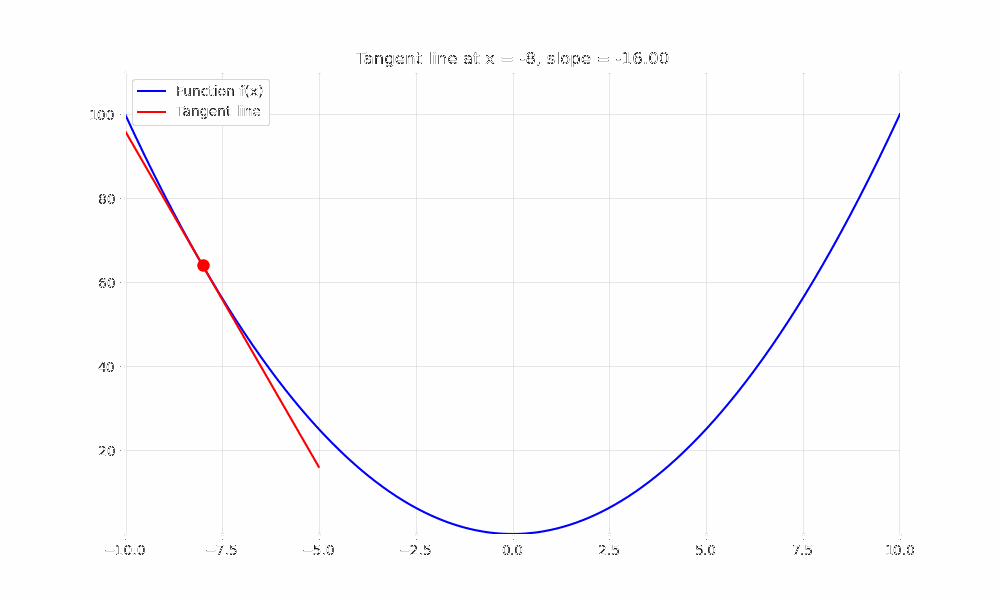 Tangent line at x = -8, slope = -16.00
Function f(x)
Tangent line
100
80
60
40
20
−10.0 −7.5 −5.0 −2.5 0.0 2.5 5.0 7.5 10.0